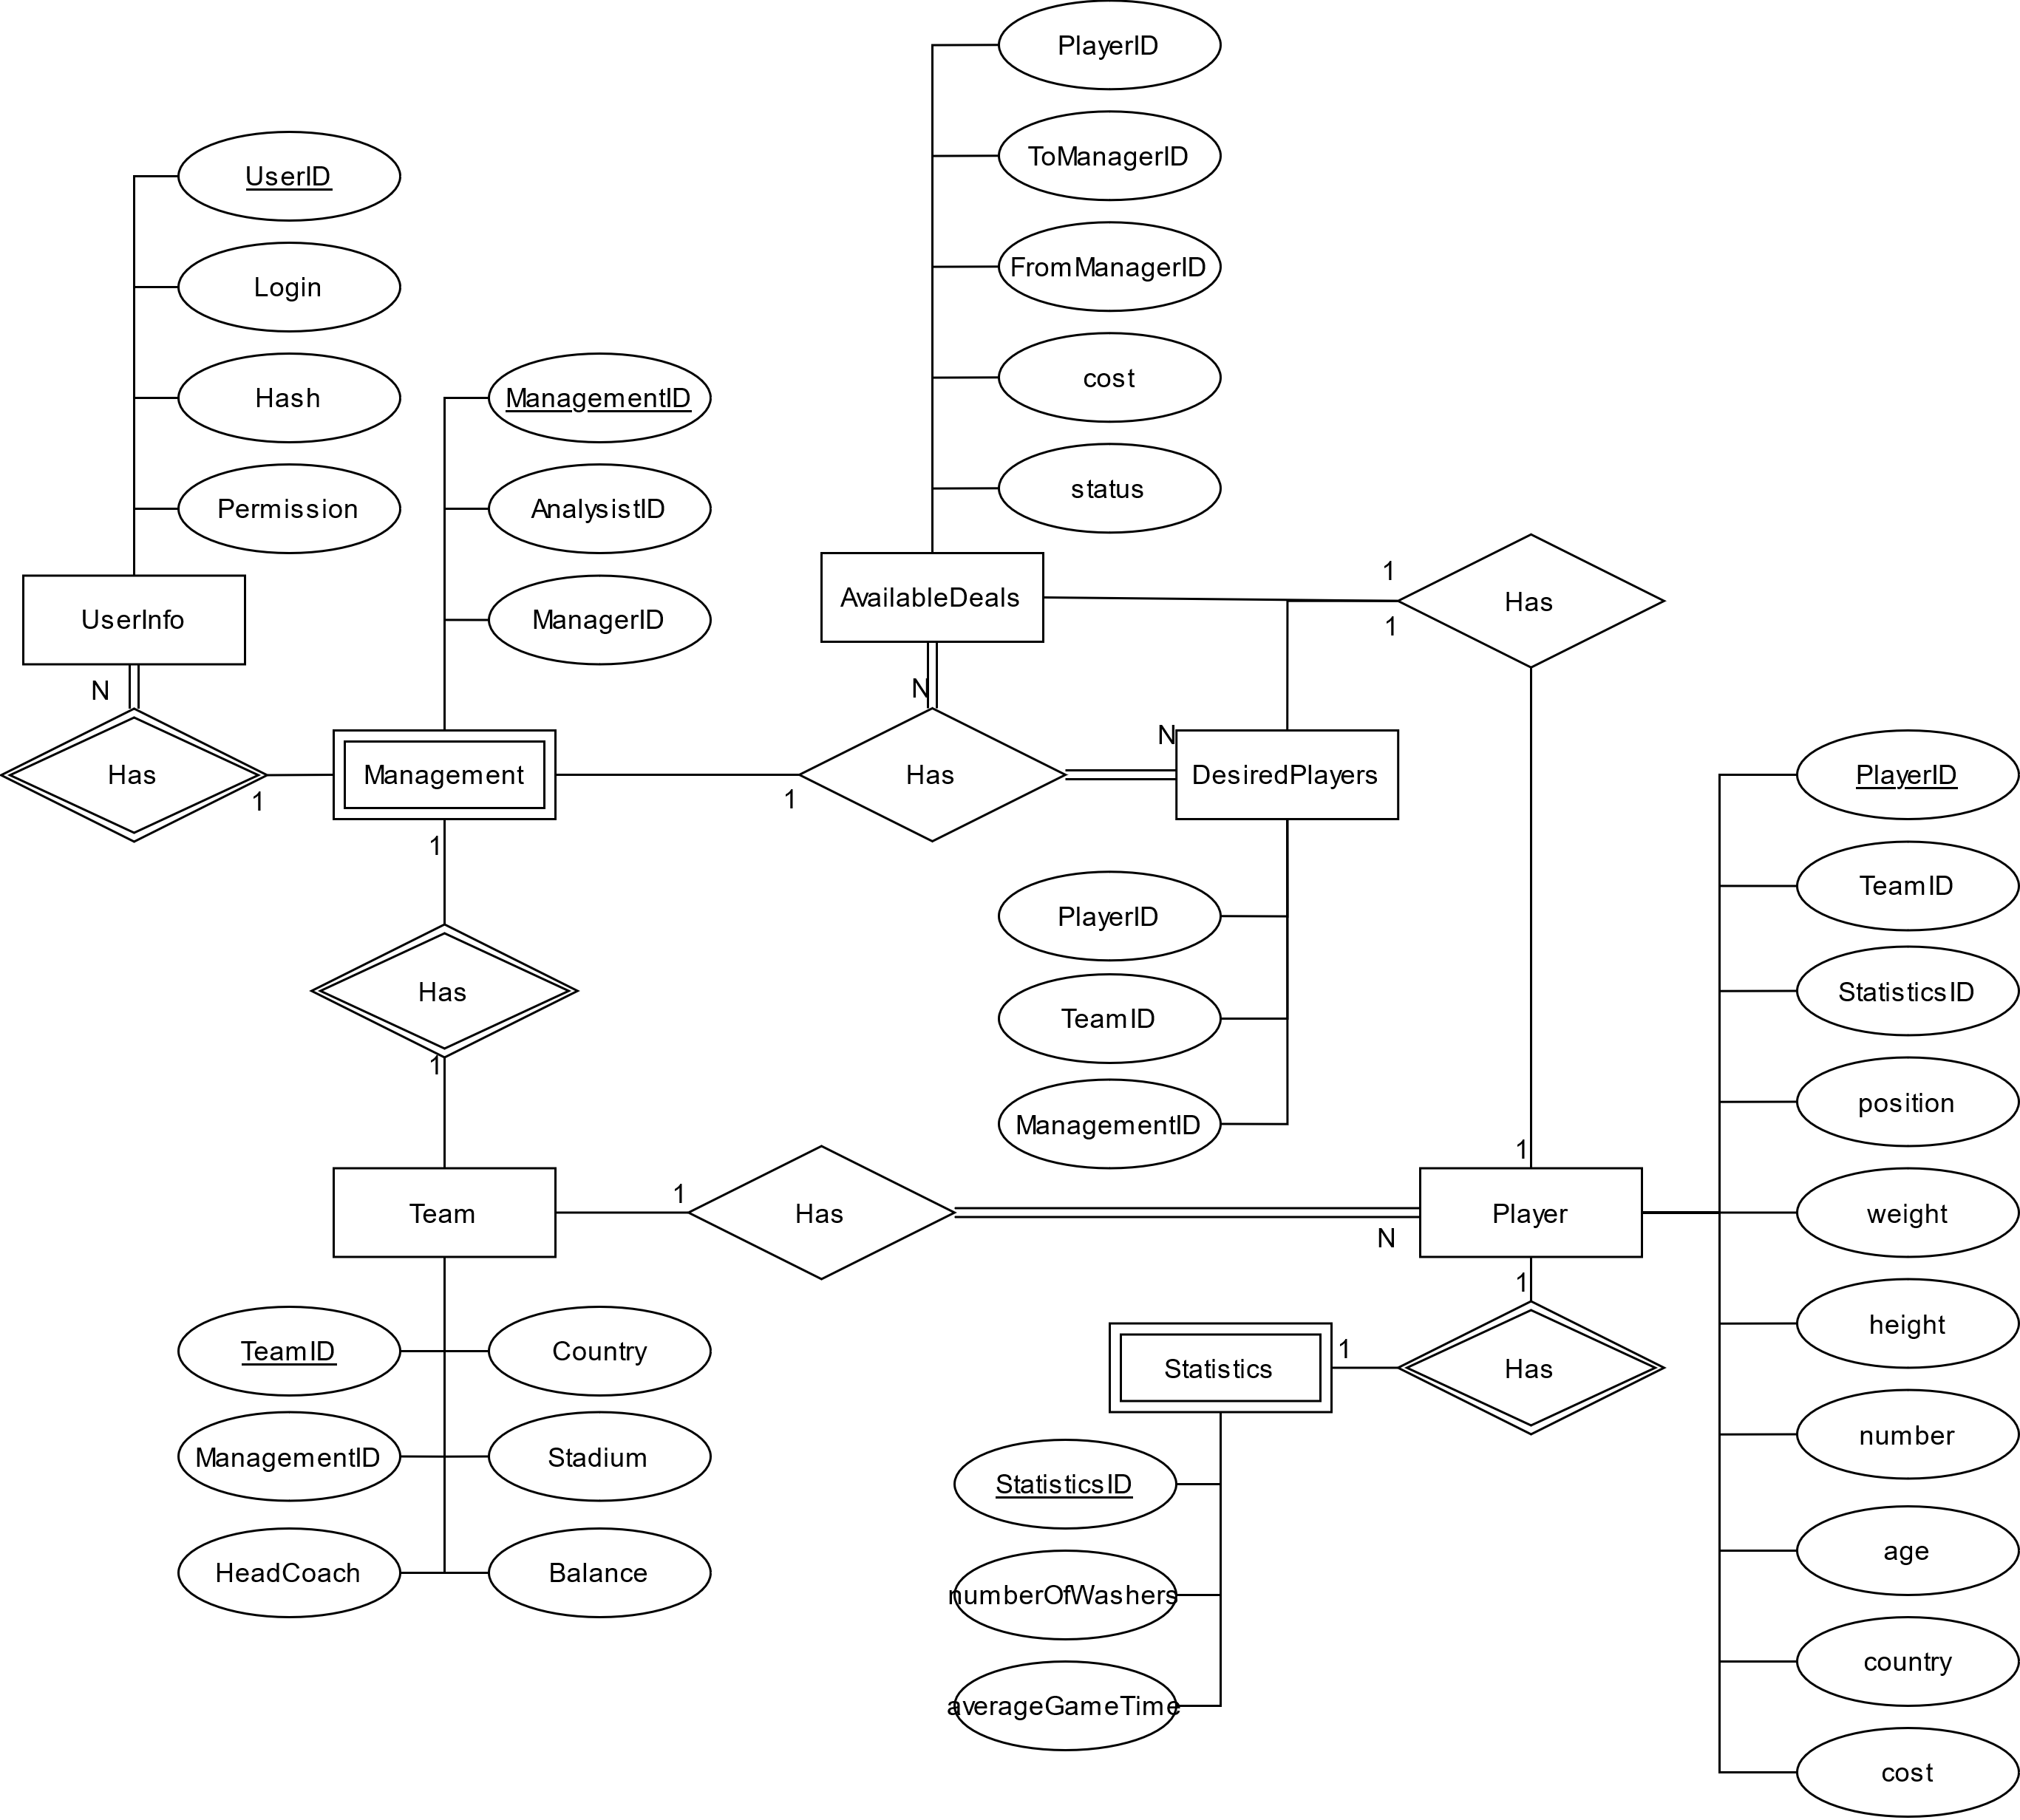 PlayerID
ToManagerID
UserID
FromManagerID
Login
cost
Hash
ManagementID
status
Permission
AnalysistID
1
AvailableDeals
Has
UserInfo
ManagerID
1
N
N
N
Has
Management
Has
DesiredPlayers
PlayerID
1
1
1
TeamID
PlayerID
Has
StatisticsID
TeamID
1
position
ManagementID
1
1
Team
Has
Player
weight
N
1
TeamID
Country
1
Statistics
Has
height
ManagementID
Stadium
number
StatisticsID
HeadCoach
Balance
age
numberOfWashers
country
averageGameTime
cost